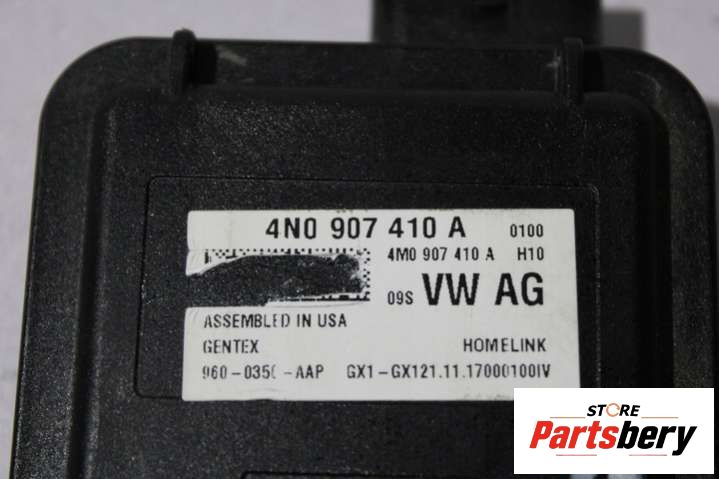 4N0 907 410 A 0100
4M0 907 410 A H10
09S VW AG
ASSEMBLED IN USA
GENTEX HOMELINK
-AAP GX1-GX121.11.17000100IV
STORE
Partsbery